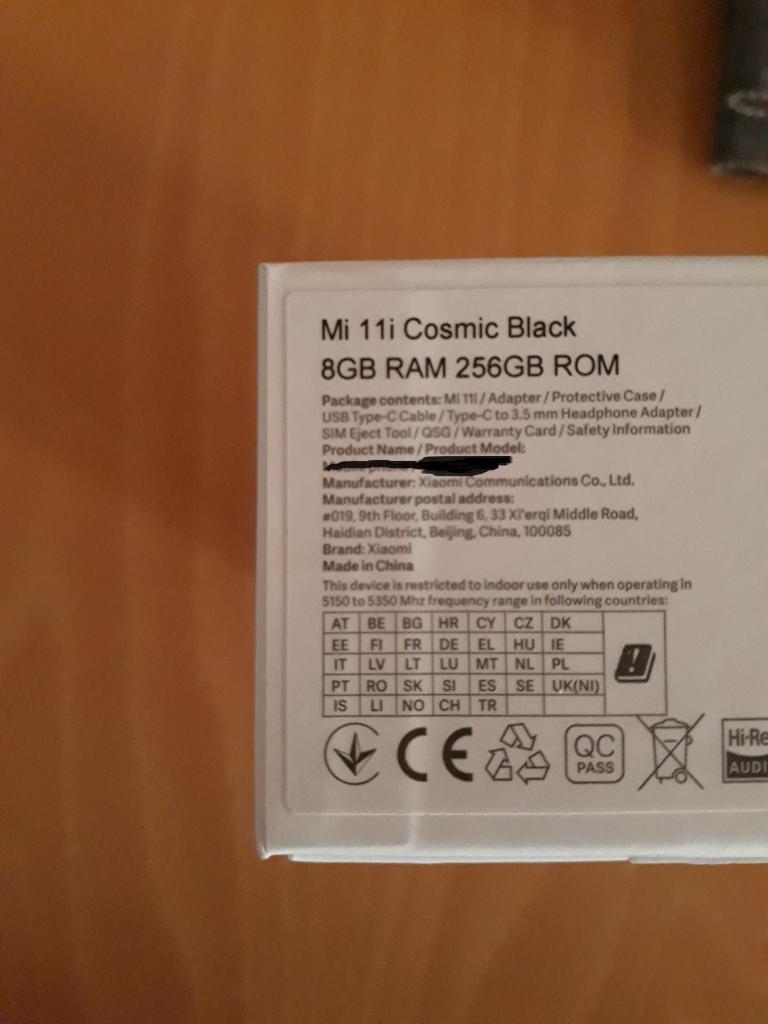 Mi 11i Cosmic Black
8GB RAM 256GB ROM
Package contents: Mi 11i / Adapter / Protective Case /
USB Type-C Cable / Type-C to 3.5 mm Headphone Adapter /
SIM Eject Tool / QSG / Warranty Card / Safety Information
Product Name / Product Model:
Manufacturer: Xiaomi Communications Co., Ltd.
Manufacturer postal address:
#019, 9th Floor, Building 6, 33 Xi'erqi Middle Road,
Haidian District, Beijing, China, 100085
Brand: Xiaomi
Made in China
This device is restricted to indoor use only when operating in
5150 to 5350 Mhz frequency range in following countries:
AT BE BG HR CY CZ DK
EE FI FR DE EL HU IE
IT LV LT LU MT NL PL
PT RO SK SI ES SE UK(NI)
IS LI NO CH TR
CE
QC
PASS
Hi-Re
AUDI